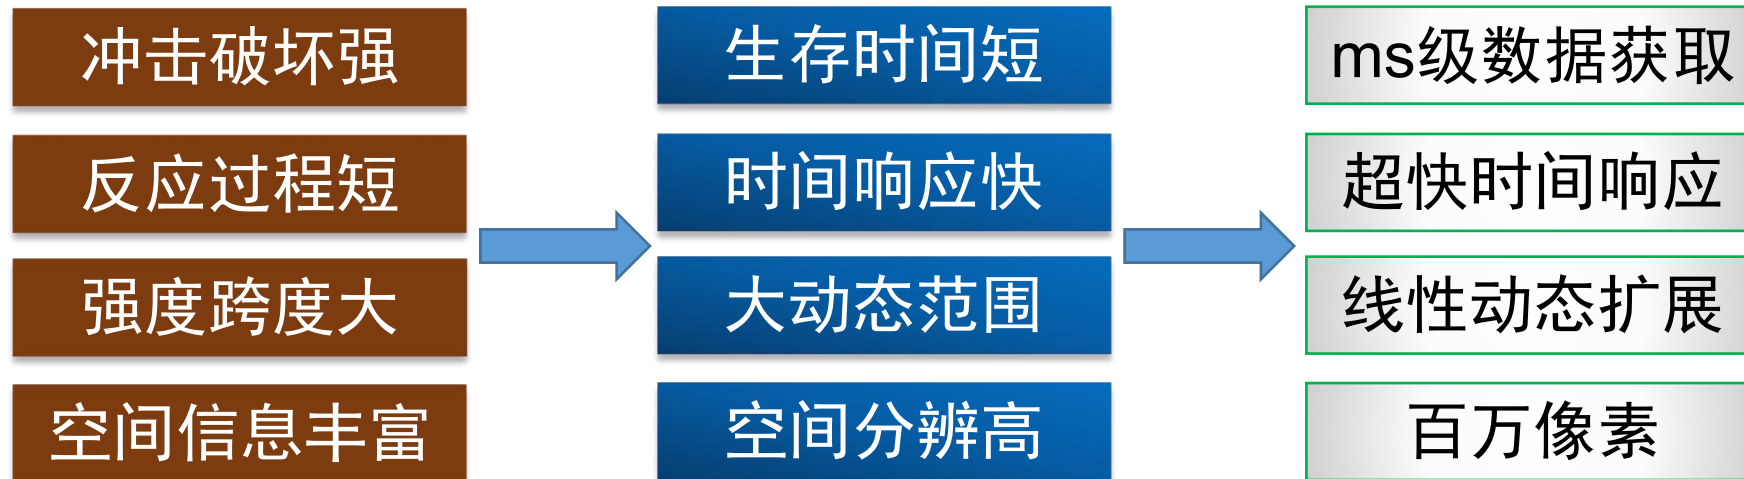 冲击破坏强
反应过程短
强度跨度大
空间信息丰富
生存时间短
时间响应快
大动态范围
空间分辨高
ms级数据获取
超快时间响应
线性动态扩展
百万像素